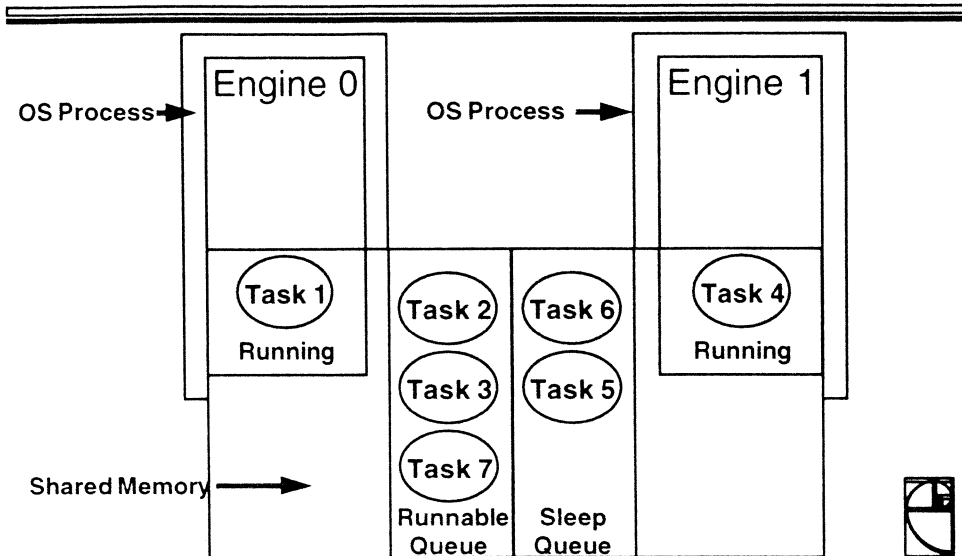 Engine 0
Engine 1
OS Process
OS Process
Task 1
Task 2
Task 6
Task 4
Running
Running
Task 3
Task 5
Task 7
Shared Memory
Runnable
Queue
Sleep
Queue